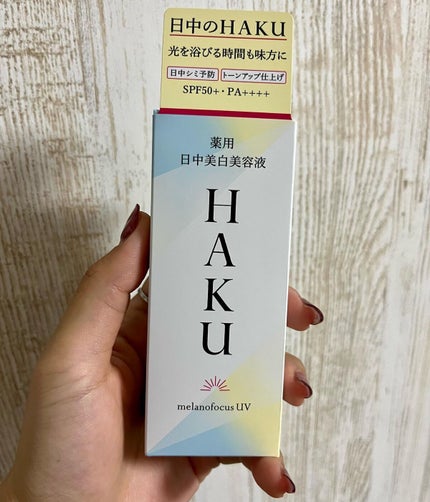 日中のHAKU
光を浴びる時間も味方に
日中シミ予防 トーンアップ仕上げ
SPF50+・PA++++
薬用
日中美白美容液
HAKU
melanofocus UV